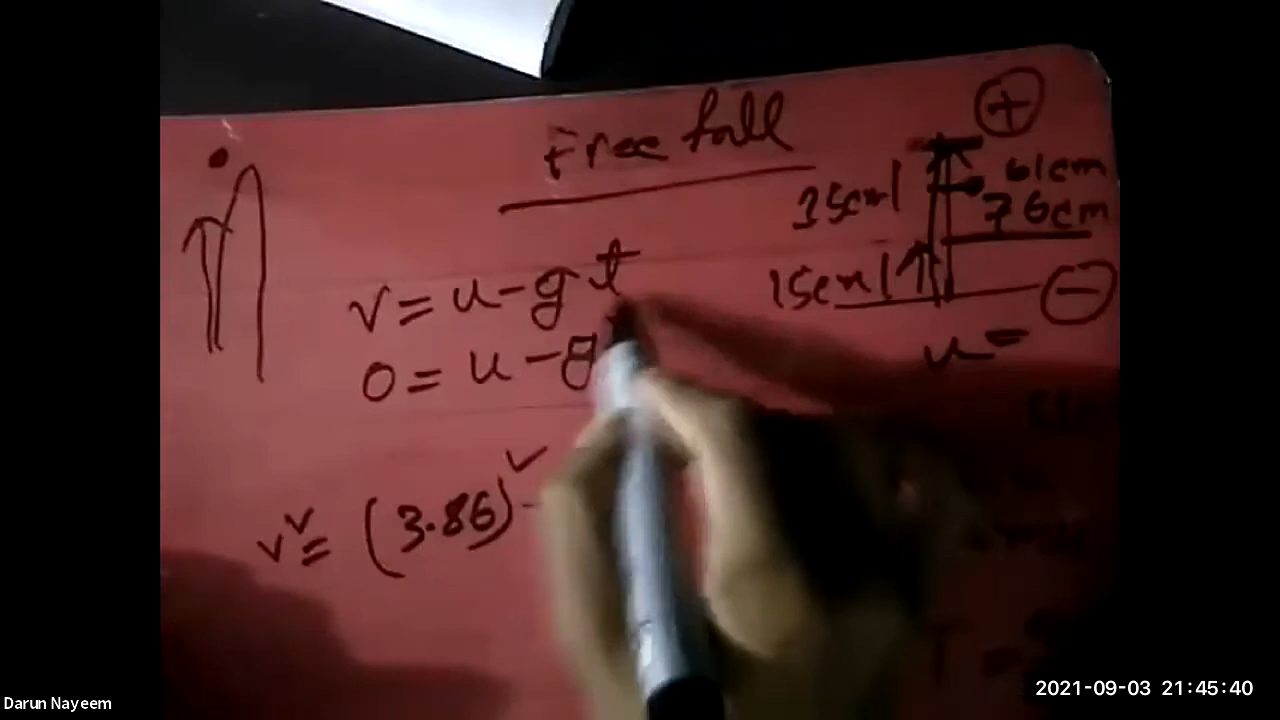 Free fall
+
61cm
15cm
76cm
15cm
−
v = u - gt
0 = u - g
u =
v² = (3.86)² -
T =
Darun Nayeem
2021-09-03 21:45:40